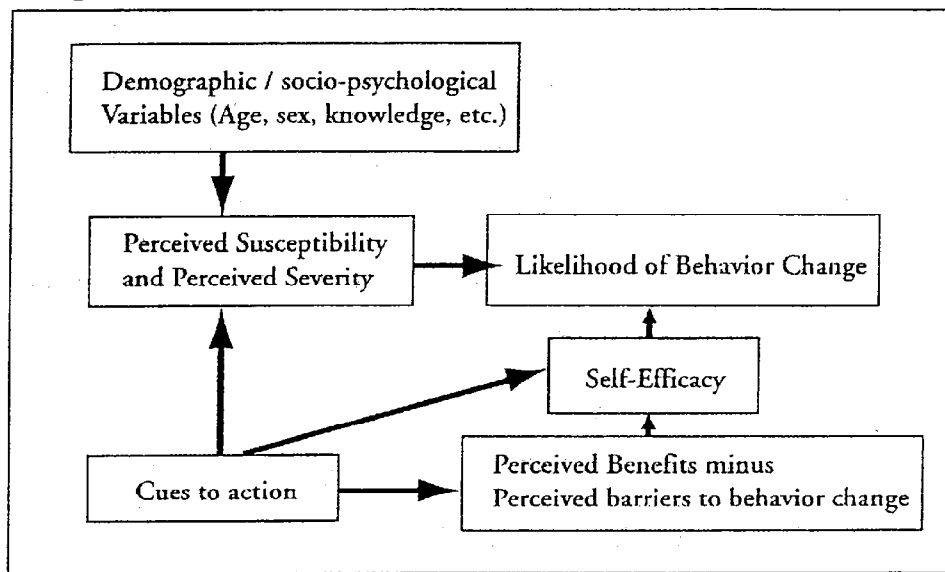 Demographic / socio-psychological
Variables (Age, sex, knowledge, etc.)
Perceived Susceptibility
and Perceived Severity
Likelihood of Behavior Change
Self-Efficacy
Cues to action
Perceived Benefits minus
Perceived barriers to behavior change